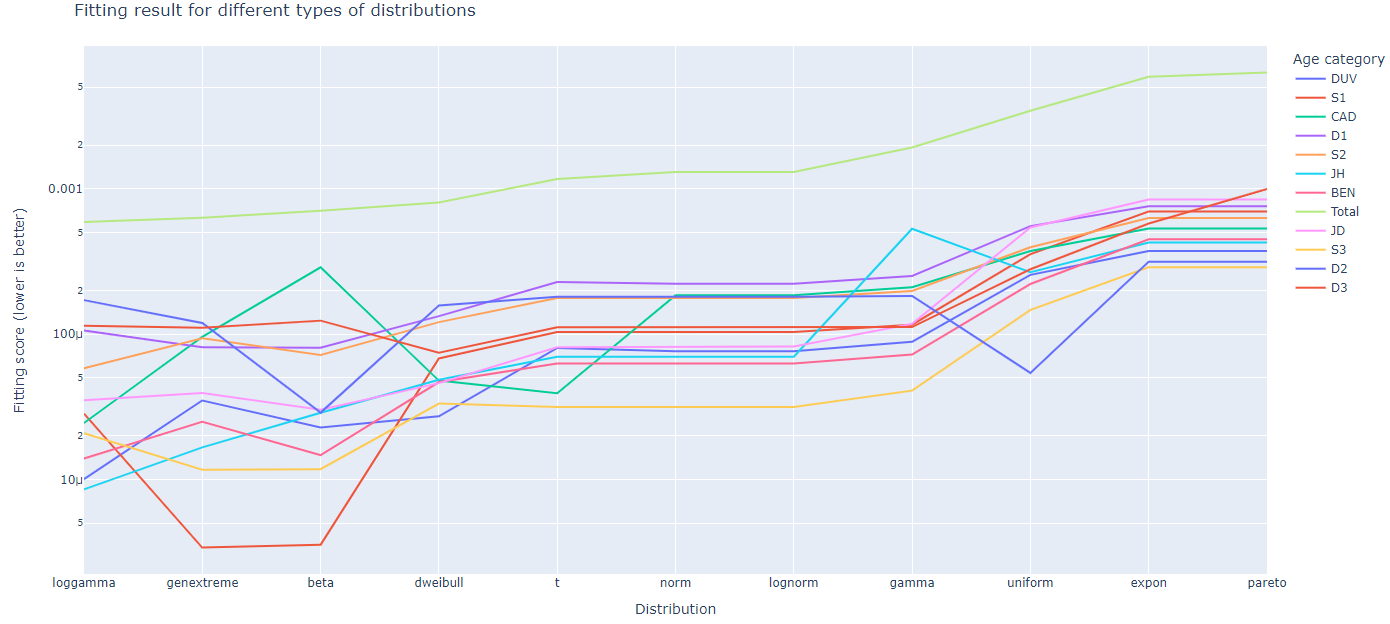 Fitting result for different types of distributions
Fitting score (lower is better)
5
2
0.001
5
2
100μ
5
2
10μ
5
loggamma
genextreme
beta
dweibull
t
norm
lognorm
gamma
uniform
expon
pareto
Distribution
Age category
DUV
S1
CAD
D1
S2
JH
BEN
Total
JD
S3
D2
D3